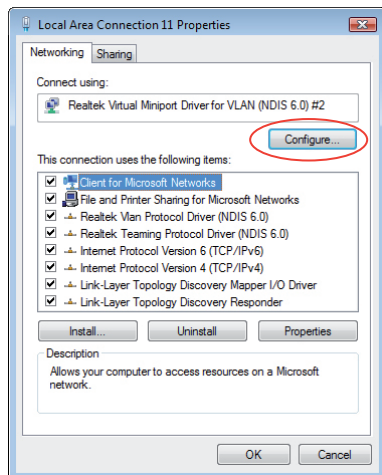 Local Area Connection 11 Properties
Networking
Sharing
Connect using:
Realtek Virtual Miniport Driver for VLAN (NDIS 6.0) #2
Configure...
This connection uses the following items:
Client for Microsoft Networks
File and Printer Sharing for Microsoft Networks
Realtek Vlan Protocol Driver (NDIS 6.0)
Realtek Teaming Protocol Driver (NDIS 6.0)
Internet Protocol Version 6 (TCP/IPv6)
Internet Protocol Version 4 (TCP/IPv4)
Link-Layer Topology Discovery Mapper I/O Driver
Link-Layer Topology Discovery Responder
Install...
Uninstall
Properties
Description
Allows your computer to access resources on a Microsoft
network.
OK
Cancel